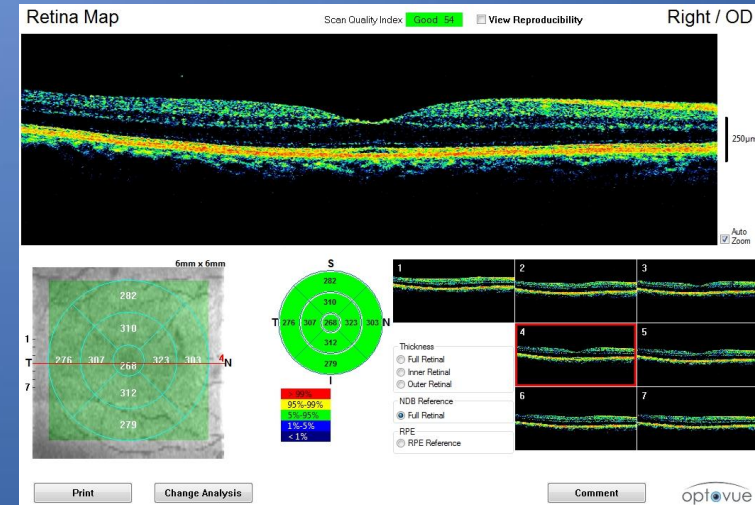 Retina Map
Scan Quality Index Good 54 View Reproducibility
Right / OD
250µm
Auto
Zoom
6mm x 6mm
282
310
T 276 307 268 323 303 4 N
312
279
1
7
S
282
310
T 276 307 268 323 303 N
312
279
I
> 99%
95%-99%
5%-95%
1%-5%
< 1%
1
2
3
4
5
6
7
Thickness
Full Retinal
Inner Retinal
Outer Retinal
NDB Reference
Full Retinal
RPE
RPE Reference
Print
Change Analysis
Comment
optovue